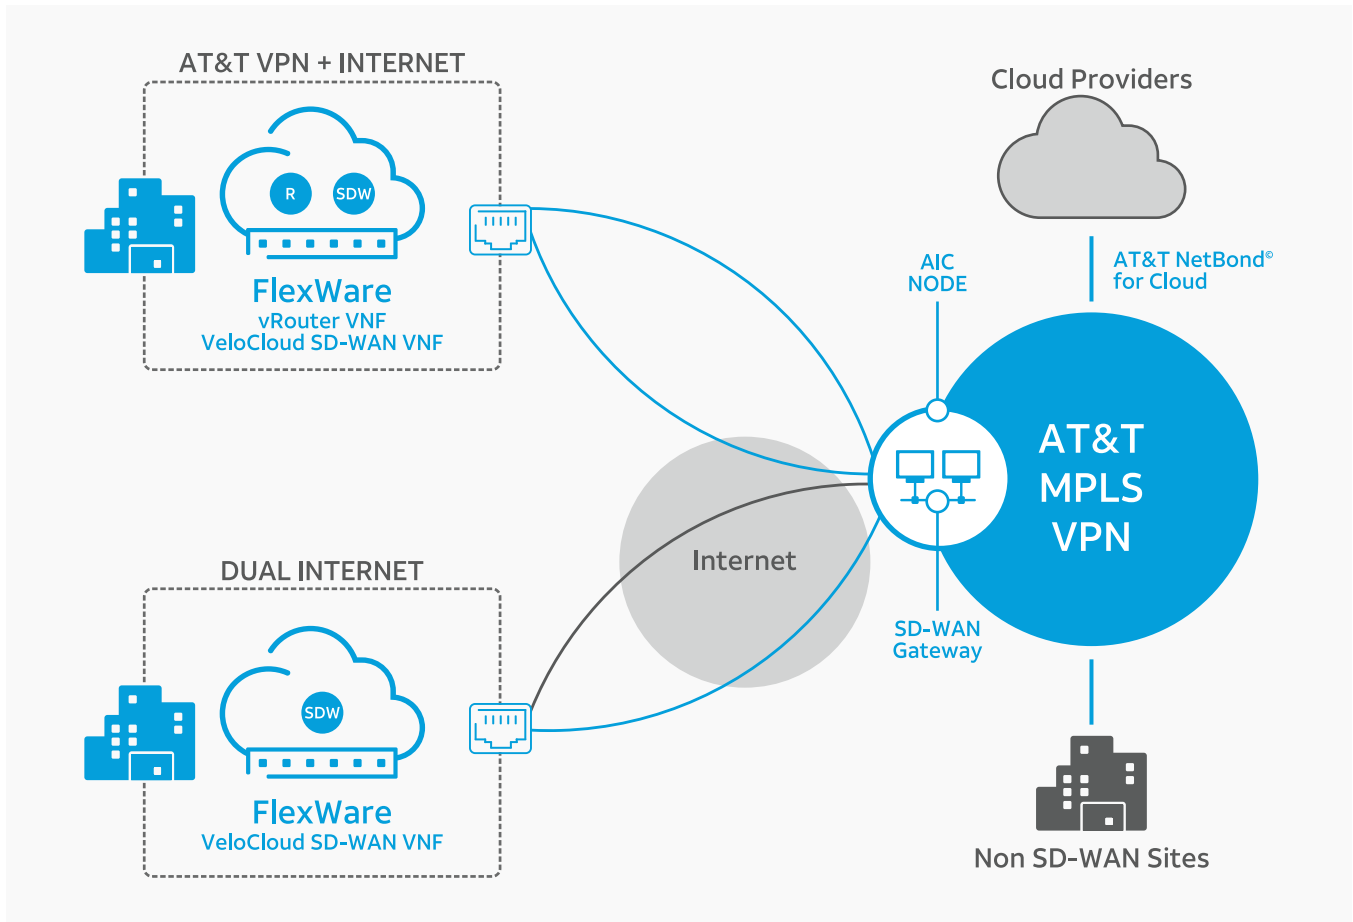 AT&T VPN + INTERNET
R
SDW
FlexWare
vRouter VNF
VeloCloud SD-WAN VNF
Cloud Providers
AT&T NetBond©
for Cloud
AIC
NODE
AT&T
MPLS
VPN
Internet
SD-WAN
Gateway
DUAL INTERNET
SDW
FlexWare
VeloCloud SD-WAN VNF
Non SD-WAN Sites